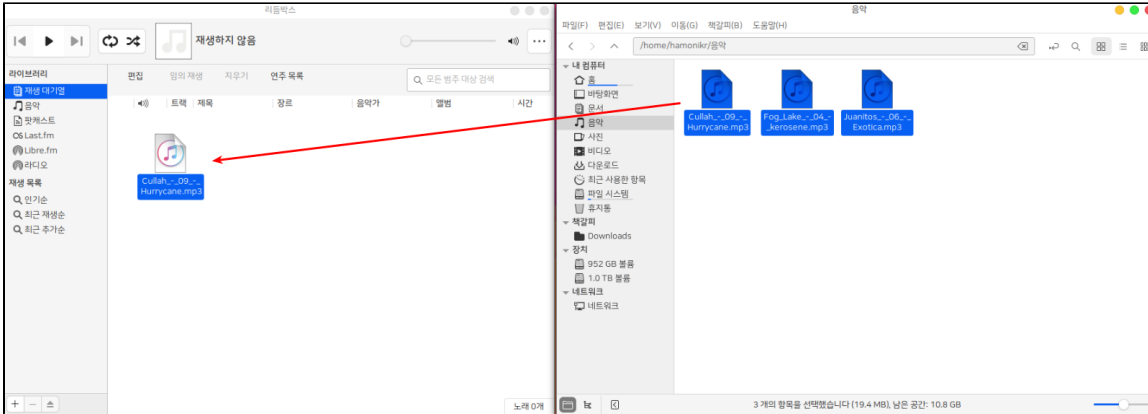 리듬박스
재생하지 않음
라이브러리
재생 대기열
음악
팟캐스트
Last.fm
Libre.fm
라디오
재생 목록
인기순
최근 재생순
최근 추가순
편집 임의 재생 지우기 연주 목록
모든 범주 대상 검색
트랙 제목 장르 음악가 앨범 시간
Cullah_-_09_-_
Hurrycane.mp3
노래 0개
음악
파일(F) 편집(E) 보기(V) 이동(G) 책갈피(B) 도움말(H)
/home/hamonikr/음악
내 컴퓨터
홈
바탕화면
문서
음악
사진
비디오
다운로드
최근 사용한 항목
파일 시스템
휴지통
책갈피
Downloads
장치
952 GB 볼륨
1.0 TB 볼륨
네트워크
네트워크
Cullah_-_09_-_
Hurrycane.mp3
Fog_Lake_-_04_-
_kerosene.mp3
Juanitos_-_06_-_
Exotica.mp3
3 개의 항목을 선택했습니다 (19.4 MB), 남은 공간: 10.8 GB